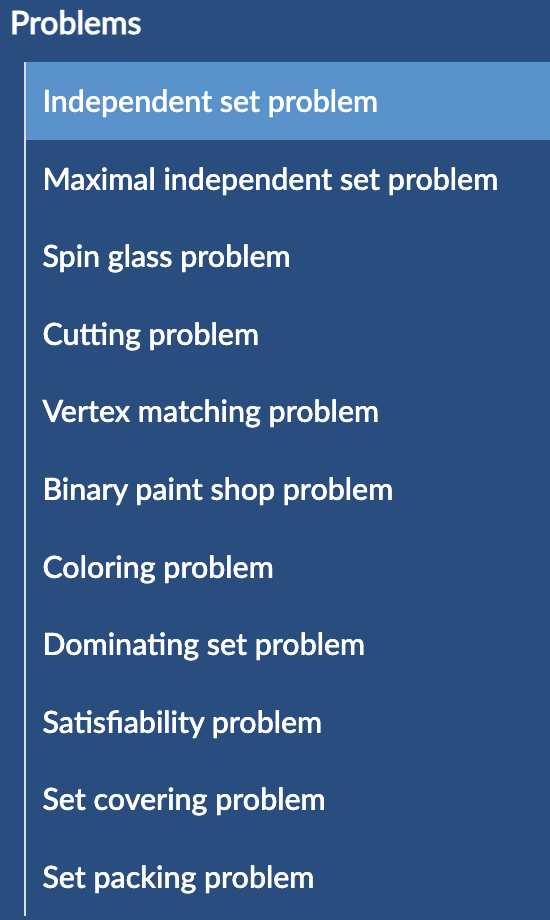 Problems
Independent set problem
Maximal independent set problem
Spin glass problem
Cutting problem
Vertex matching problem
Binary paint shop problem
Coloring problem
Dominating set problem
Satisfiability problem
Set covering problem
Set packing problem